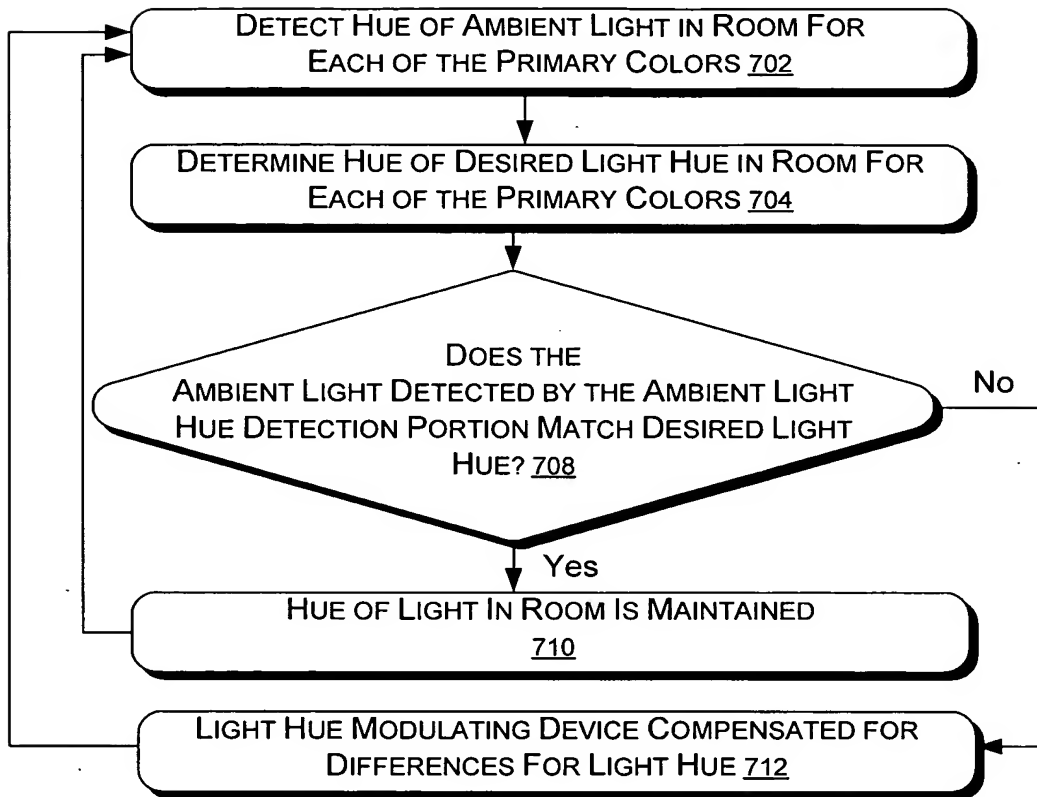 DETECT HUE OF AMBIENT LIGHT IN ROOM FOR
EACH OF THE PRIMARY COLORS 702
DETERMINE HUE OF DESIRED LIGHT HUE IN ROOM FOR
EACH OF THE PRIMARY COLORS 704
DOES THE
AMBIENT LIGHT DETECTED BY THE AMBIENT LIGHT
HUE DETECTION PORTION MATCH DESIRED LIGHT
HUE? 708
No
Yes
HUE OF LIGHT IN ROOM IS MAINTAINED
710
LIGHT HUE MODULATING DEVICE COMPENSATED FOR
DIFFERENCES FOR LIGHT HUE 712